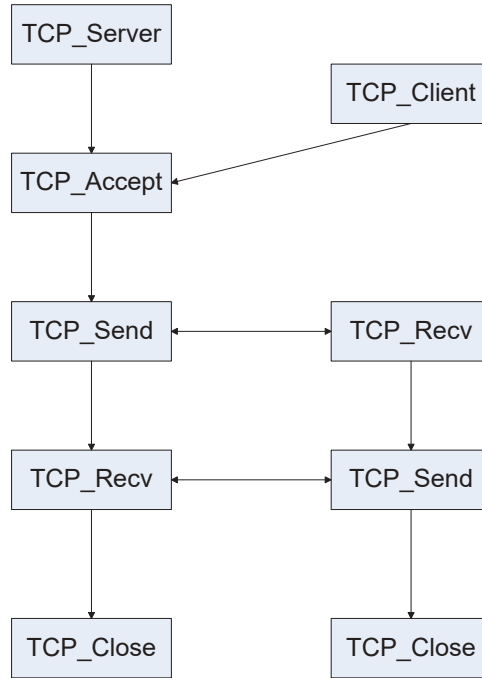 TCP_Server
TCP_Client
TCP_Accept
TCP_Send
TCP_Recv
TCP_Recv
TCP_Send
TCP_Close
TCP_Close